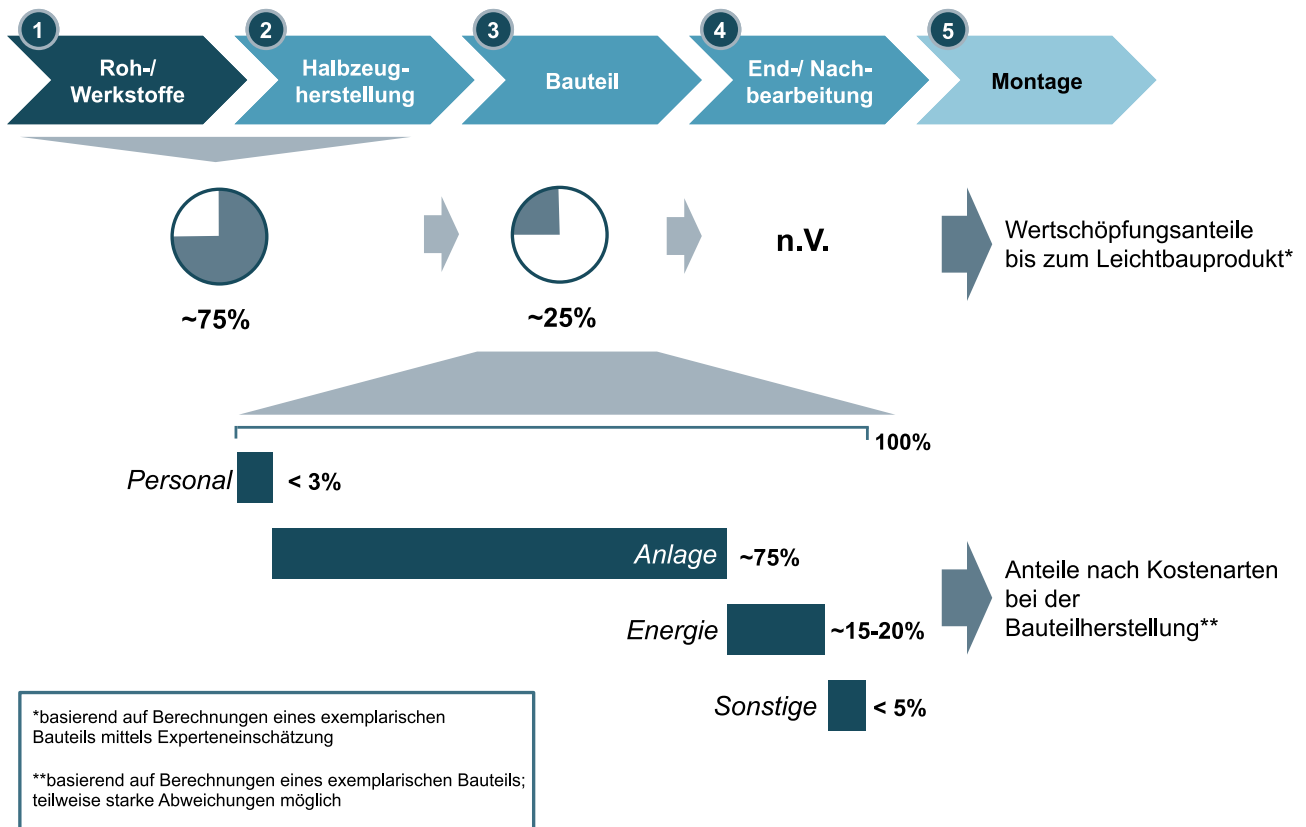 1
2
3
4
5
Roh-/
Werkstoffe
Halbzeug-
herstellung
Bauteil
End-/ Nach-
bearbeitung
Montage
~75%
~25%
n.V.
Wertschöpfungsanteile
bis zum Leichtbauprodukt*
100%
Personal
< 3%
Anlage
~75%
Energie
~15-20%
Sonstige
< 5%
Anteile nach Kostenarten
bei der
Bauteilherstellung**
*basierend auf Berechnungen eines exemplarischen
Bauteils mittels Experteneinschätzung
**basierend auf Berechnungen eines exemplarischen Bauteils;
teilweise starke Abweichungen möglich